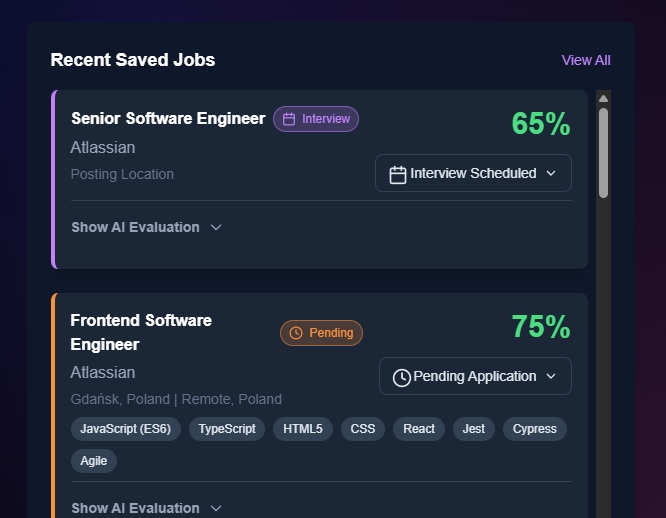 Recent Saved Jobs
View All
Senior Software Engineer
Interview
65%
Atlassian
Posting Location
Interview Scheduled
Show AI Evaluation
Frontend Software
Engineer
Pending
75%
Atlassian
Pending Application
Gdańsk, Poland | Remote, Poland
JavaScript (ES6) TypeScript HTML5 CSS React Jest Cypress
Agile
Show AI Evaluation